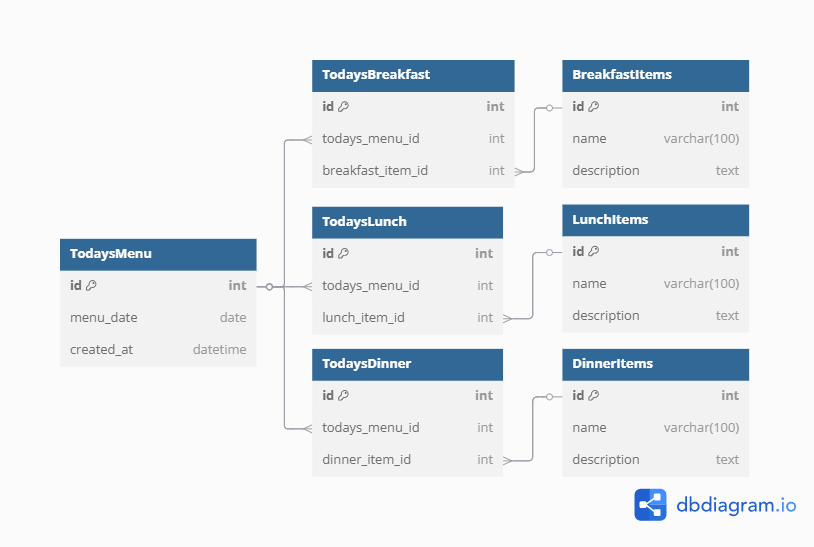 TodaysBreakfast
id int
todays_menu_id int
breakfast_item_id int
BreakfastItems
id int
name varchar(100)
description text
TodaysMenu
id int
menu_date date
created_at datetime
TodaysLunch
id int
todays_menu_id int
lunch_item_id int
LunchItems
id int
name varchar(100)
description text
TodaysDinner
id int
todays_menu_id int
dinner_item_id int
DinnerItems
id int
name varchar(100)
description text
dbdiagram.io